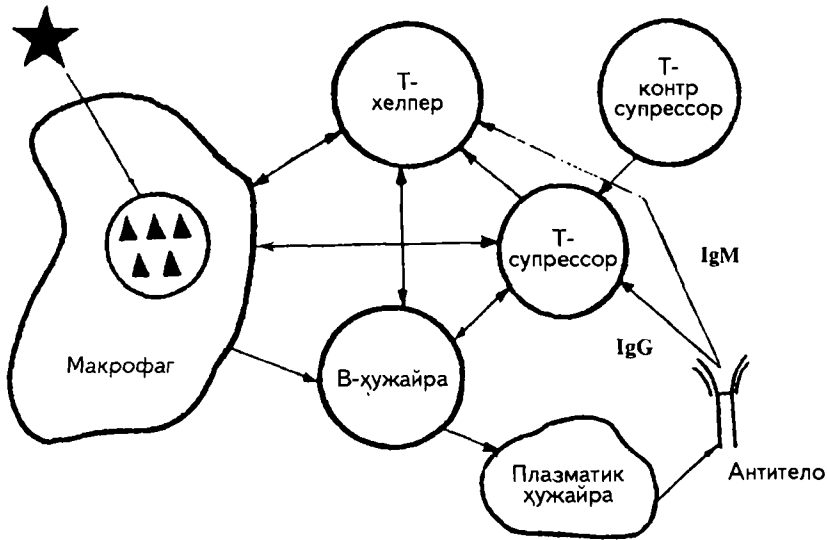 Т-
хелпер
Т-
контр
супрессор
Т-
супрессор
IgM
IgG
Макрофаг
В-ҳужайра
Плазматик
ҳужайра
Антитело